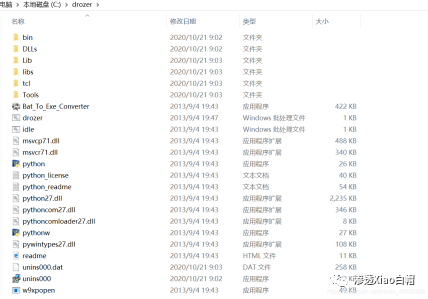 电脑 › 本地磁盘 (C:) › drozer ›
名称 修改日期 类型 大小
bin 2020/10/21 9:02 文件夹
DLLs 2020/10/21 9:02 文件夹
Lib 2020/10/21 9:03 文件夹
libs 2020/10/21 9:03 文件夹
tcl 2020/10/21 9:03 文件夹
Tools 2020/10/21 9:03 文件夹
Bat_To_Exe_Converter 2013/9/4 19:43 应用程序 422 KB
drozer 2013/9/4 19:47 Windows 批处理文件 1 KB
idle 2013/9/4 19:43 Windows 批处理文件 1 KB
msvcp71.dll 2013/9/4 19:43 应用程序扩展 488 KB
msvcr71.dll 2013/9/4 19:43 应用程序扩展 340 KB
python 2013/9/4 19:43 应用程序 26 KB
python_license 2013/9/4 19:43 文本文档 40 KB
python_readme 2013/9/4 19:43 文本文档 54 KB
python27.dll 2013/9/4 19:43 应用程序扩展 2,235 KB
pythoncom27.dll 2013/9/4 19:43 应用程序扩展 346 KB
pythoncomloader27.dll 2013/9/4 19:43 应用程序扩展 8 KB
pythonw 2013/9/4 19:43 应用程序 27 KB
pywintypes27.dll 2013/9/4 19:43 应用程序扩展 108 KB
readme 2013/9/4 19:43 HTML 文件 11 KB
unins000.dat 2020/10/21 9:03 DAT 文件 258 KB
unins000 2020/10/21 9:02 应用程序
w9xpopen 2013/9/4 19:43 应用程序 49 KB
渗透Xiao白帽